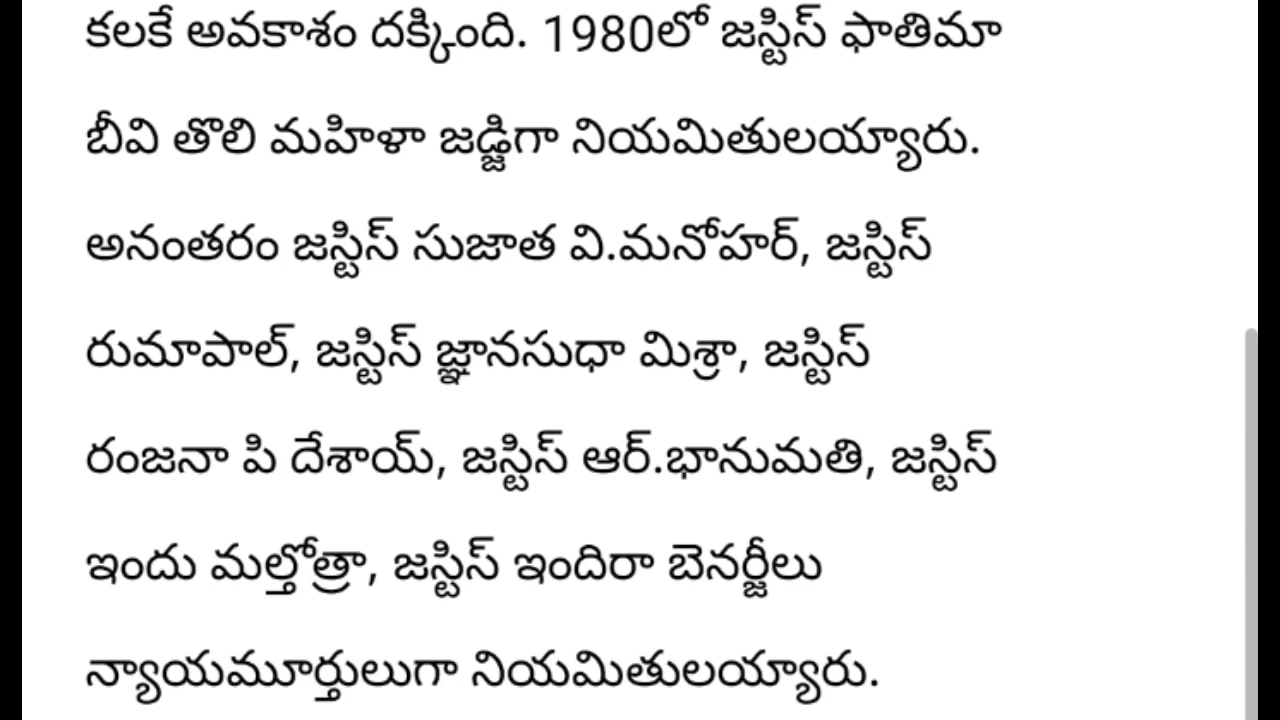 కలకే అవకాశం దక్కింది. 1980లో జస్టిస్ ఫాతిమా
బీవి తొలి మహిళా జడ్జిగా నియమితులయ్యారు.
అనంతరం జస్టిస్ సుజాత వి.మనోహర్, జస్టిస్
రుమాపాల్, జస్టిస్ జ్ఞానసుధా మిశ్రా, జస్టిస్
రంజనా పి దేశాయ్, జస్టిస్ ఆర్.భానుమతి, జస్టిస్
ఇందు మల్తోత్రా, జస్టిస్ ఇందిరా బెనర్జీలు
న్యాయమూర్తులుగా నియమితులయ్యారు.